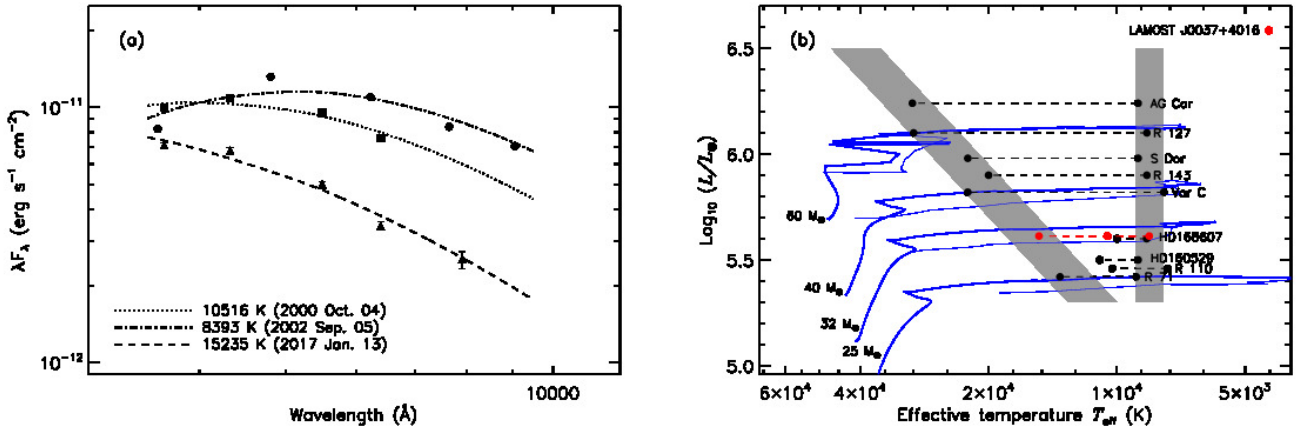 (a)
10⁻¹¹
10⁻¹²
λFλ (erg s⁻¹ cm⁻²)
10516 K (2000 Oct. 04)
8393 K (2002 Sep. 05)
15235 K (2017 Jan. 13)
10000
Wavelength (Å)
(b)
LAMOST J0037+4016
6.5
6.0
5.5
5.0
Log₁₀ (L/L⊙)
AG Car
R 127
S Dor
R 143
Var C
60 M⊙
HD168607
HD160529
R 110
R 71
40 M⊙
32 M⊙
25 M⊙
6×10⁴ 4×10⁴ 2×10⁴ 1×10⁴ 5×10³
Effective temperature Tₑff (K)